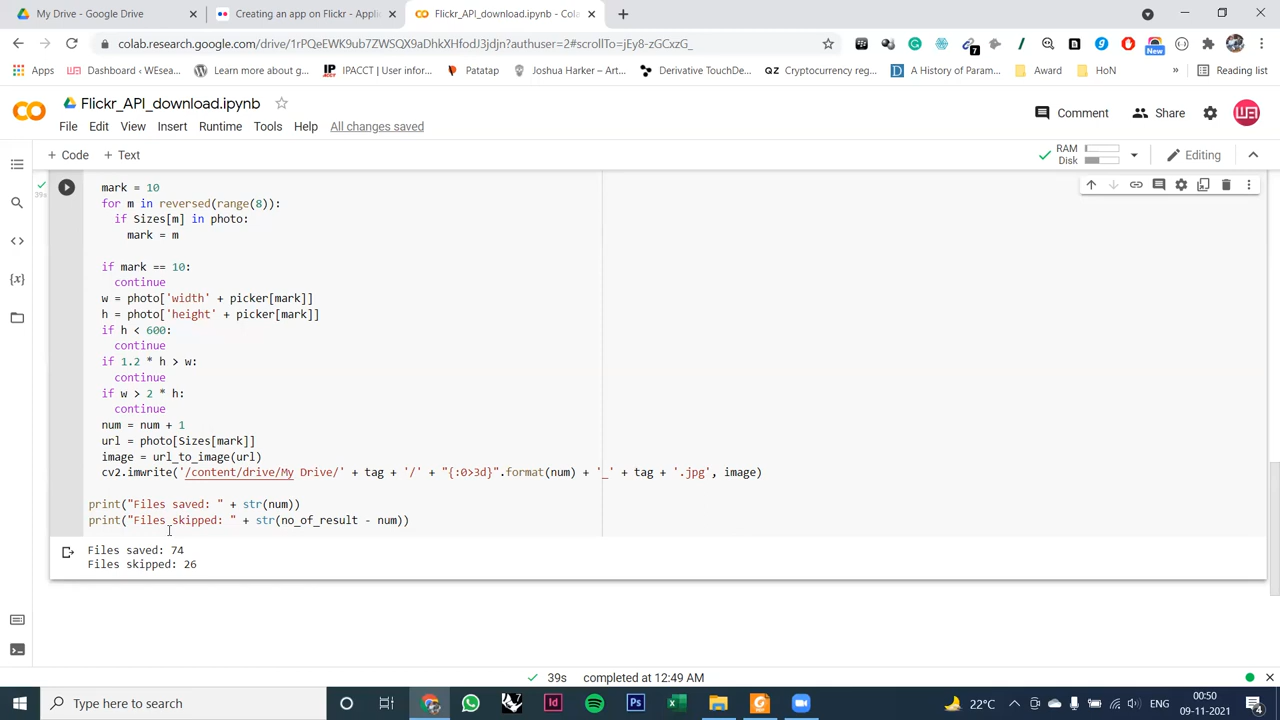 My Drive - Google Drive
Creating an app on Flickr - Applic
Flickr_API_download.ipynb - Cola
colab.research.google.com/drive/1rPQeEWK9ub7ZWSQX9aOhkXHfodJ3jdjn?authuser=2#scrollTo=jEy8-zGCxzG_
Apps
Dashboard ‹ WEsea...
Learn more about g...
IPACCT | User infor...
Patatap
Joshua Harker – Art...
Derivative TouchDe...
QZ Cryptocurrency reg...
A History of Param...
Award
HoN
»
Reading list
Flickr_API_download.ipynb
Comment
Share
File Edit View Insert Runtime Tools Help All changes saved
+ Code + Text
RAM
Disk
Editing
39s
mark = 10
for m in reversed(range(8)):
if Sizes[m] in photo:
mark = m
if mark == 10:
continue
w = photo['width' + picker[mark]]
h = photo['height' + picker[mark]]
if h < 600:
continue
if 1.2 * h > w:
continue
if w > 2 * h:
continue
num = num + 1
url = photo[Sizes[mark]]
image = url_to_image(url)
cv2.imwrite('/content/drive/My Drive/' + tag + '/' + "{:0>3d}".format(num) + '_' + tag + '.jpg', image)
print("Files saved: " + str(num))
print("Files skipped: " + str(no_of_result - num))
Files saved: 74
Files skipped: 26
39s completed at 12:49 AM
Type here to search
22°C
ENG
00:50
09-11-2021